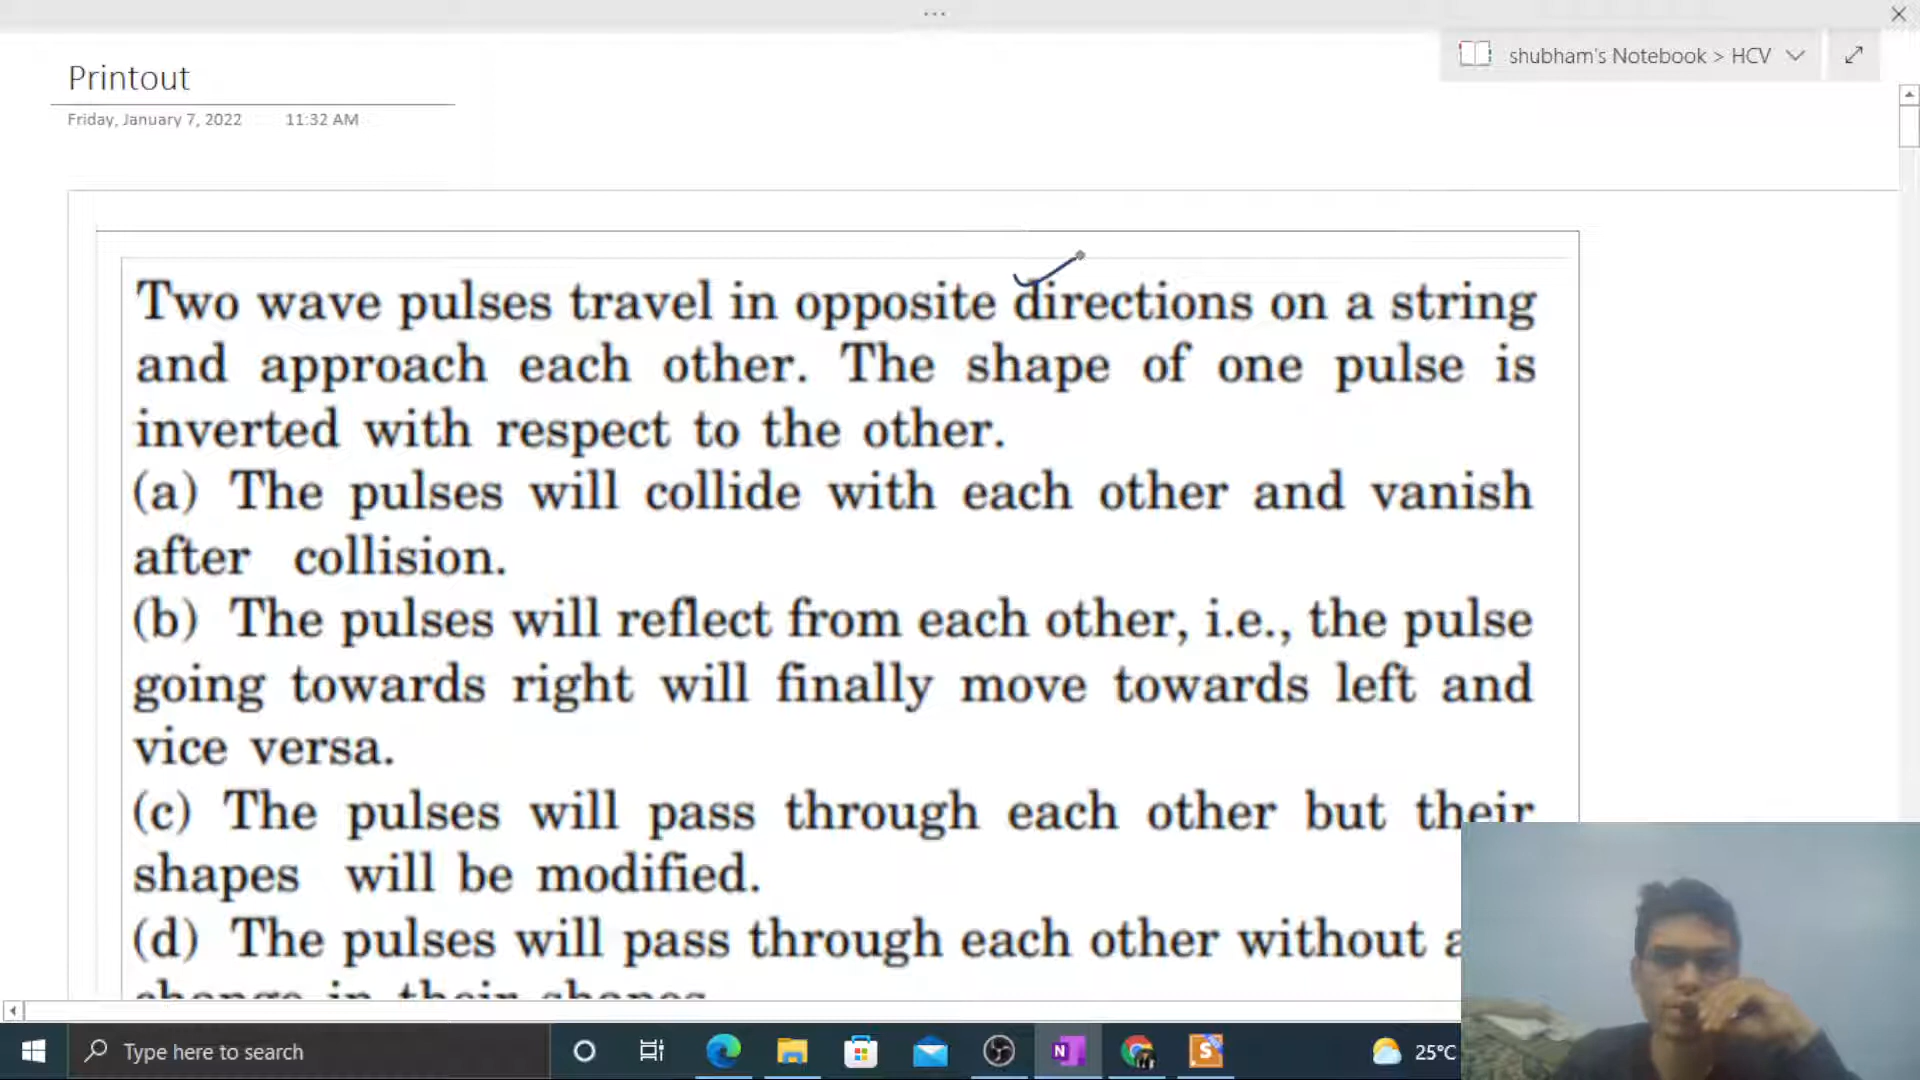 ...
shubham's Notebook > HCV
Printout
Friday, January 7, 2022 11:32 AM
Two wave pulses travel in opposite directions on a string
and approach each other. The shape of one pulse is
inverted with respect to the other.
(a) The pulses will collide with each other and vanish
after collision.
(b) The pulses will reflect from each other, i.e., the pulse
going towards right will finally move towards left and
vice versa.
(c) The pulses will pass through each other but their
shapes will be modified.
(d) The pulses will pass through each other without
change in their shapes
Type here to search
N
S
25°C